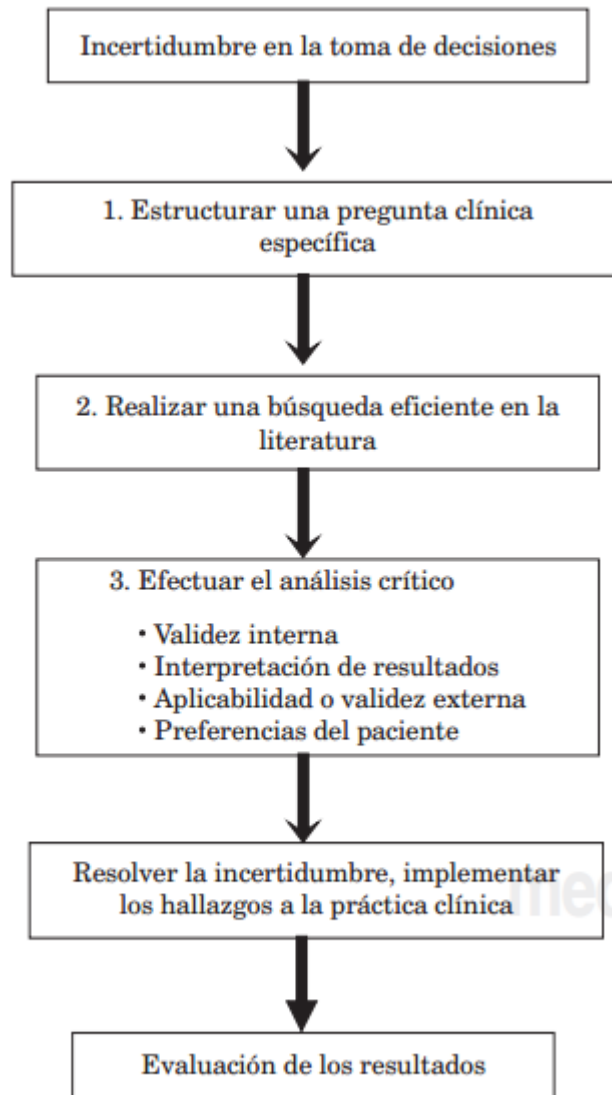 Incertidumbre en la toma de decisiones
1. Estructurar una pregunta clínica
específica
2. Realizar una búsqueda eficiente en la
literatura
3. Efectuar el análisis crítico
• Validez interna
• Interpretación de resultados
• Aplicabilidad o validez externa
• Preferencias del paciente
Resolver la incertidumbre, implementar
los hallazgos a la práctica clínica
Evaluación de los resultados